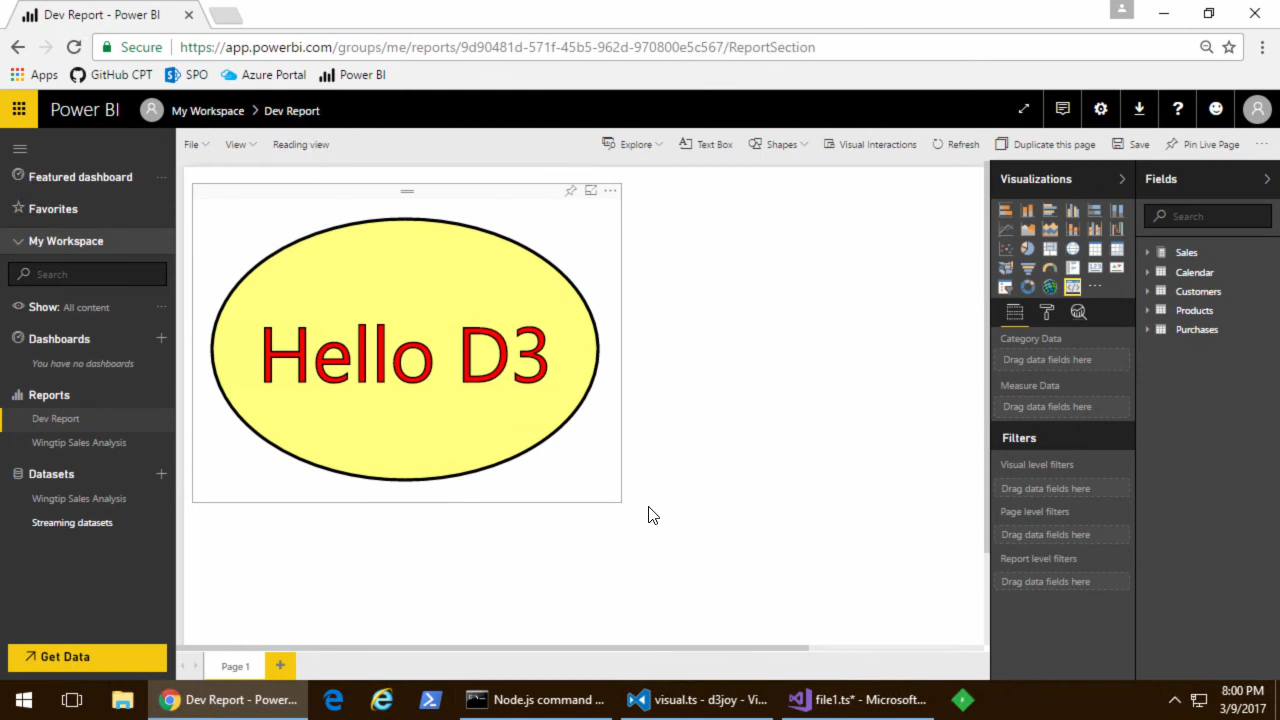 Dev Report - Power BI
Secure
https://app.powerbi.com/groups/me/reports/9d90481d-571f-45b5-962d-970800e5c567/ReportSection
Apps
GitHub CPT
SPO
Azure Portal
Power BI
Power BI
My Workspace > Dev Report
File
View
Reading view
Explore
Text Box
Shapes
Visual Interactions
Refresh
Duplicate this page
Save
Pin Live Page
Featured dashboard
Favorites
My Workspace
Search
Show: All content
Dashboards
You have no dashboards
Reports
Dev Report
Wingtip Sales Analysis
Datasets
Wingtip Sales Analysis
Streaming datasets
Get Data
Hello D3
Page 1
Visualizations
Category Data
Drag data fields here
Measure Data
Drag data fields here
Filters
Visual level filters
Drag data fields here
Page level filters
Drag data fields here
Report level filters
Drag data fields here
Fields
Search
Sales
Calendar
Customers
Products
Purchases
Dev Report - Power...
Node.js command ...
visual.ts - d3joy - Vi...
file1.ts* - Microsoft...
8:00 PM
3/9/2017